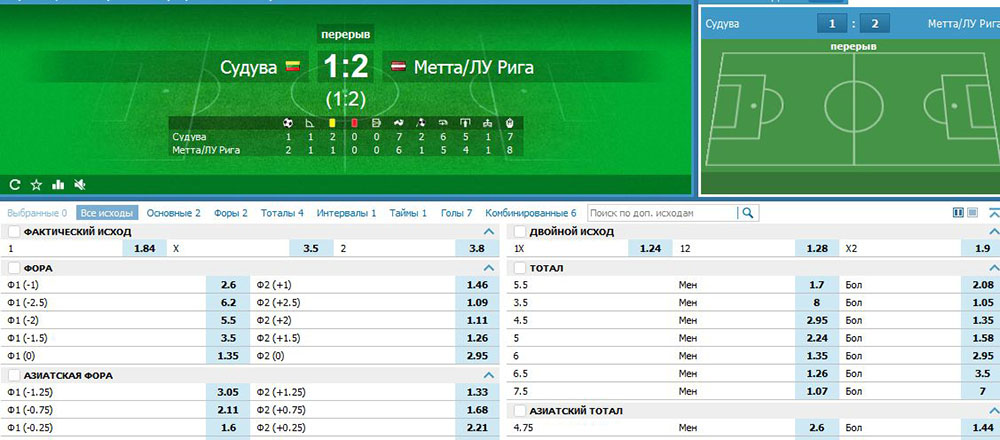 перерыв
Судува 1:2 Метта/ЛУ Рига
(1:2)
Судува 1 1 2 0 0 7 2 6 5 1 7
Метта/ЛУ Рига 2 1 1 0 0 6 1 5 4 1 8
Судува 1 : 2 Метта/ЛУ Рига
перерыв
Выбранные 0 Все исходы Основные 2 Форы 2 Тоталы 4 Интервалы 1 Таймы 1 Голы 7 Комбинированные 6 Поиск по доп. исходам
ФАКТИЧЕСКИЙ ИСХОД
1 1.84 X 3.5 2 3.8
ФОРА
Ф1 (-1) 2.6 Ф2 (+1) 1.46
Ф1 (-2.5) 6.2 Ф2 (+2.5) 1.09
Ф1 (-2) 5.5 Ф2 (+2) 1.11
Ф1 (-1.5) 3.5 Ф2 (+1.5) 1.26
Ф1 (0) 1.35 Ф2 (0) 2.95
АЗИАТСКАЯ ФОРА
Ф1 (-1.25) 3.05 Ф2 (+1.25) 1.33
Ф1 (-0.75) 2.11 Ф2 (+0.75) 1.68
Ф1 (-0.25) 1.6 Ф2 (+0.25) 2.21
ДВОЙНОЙ ИСХОД
1X 1.24 12 1.28 X2 1.9
ТОТАЛ
5.5 Мен 1.7 Бол 2.08
3.5 Мен 8 Бол 1.05
4.5 Мен 2.95 Бол 1.35
5 Мен 2.24 Бол 1.58
6 Мен 1.35 Бол 2.95
6.5 Мен 1.26 Бол 3.5
7.5 Мен 1.07 Бол 7
АЗИАТСКИЙ ТОТАЛ
4.75 Мен 2.6 Бол 1.44